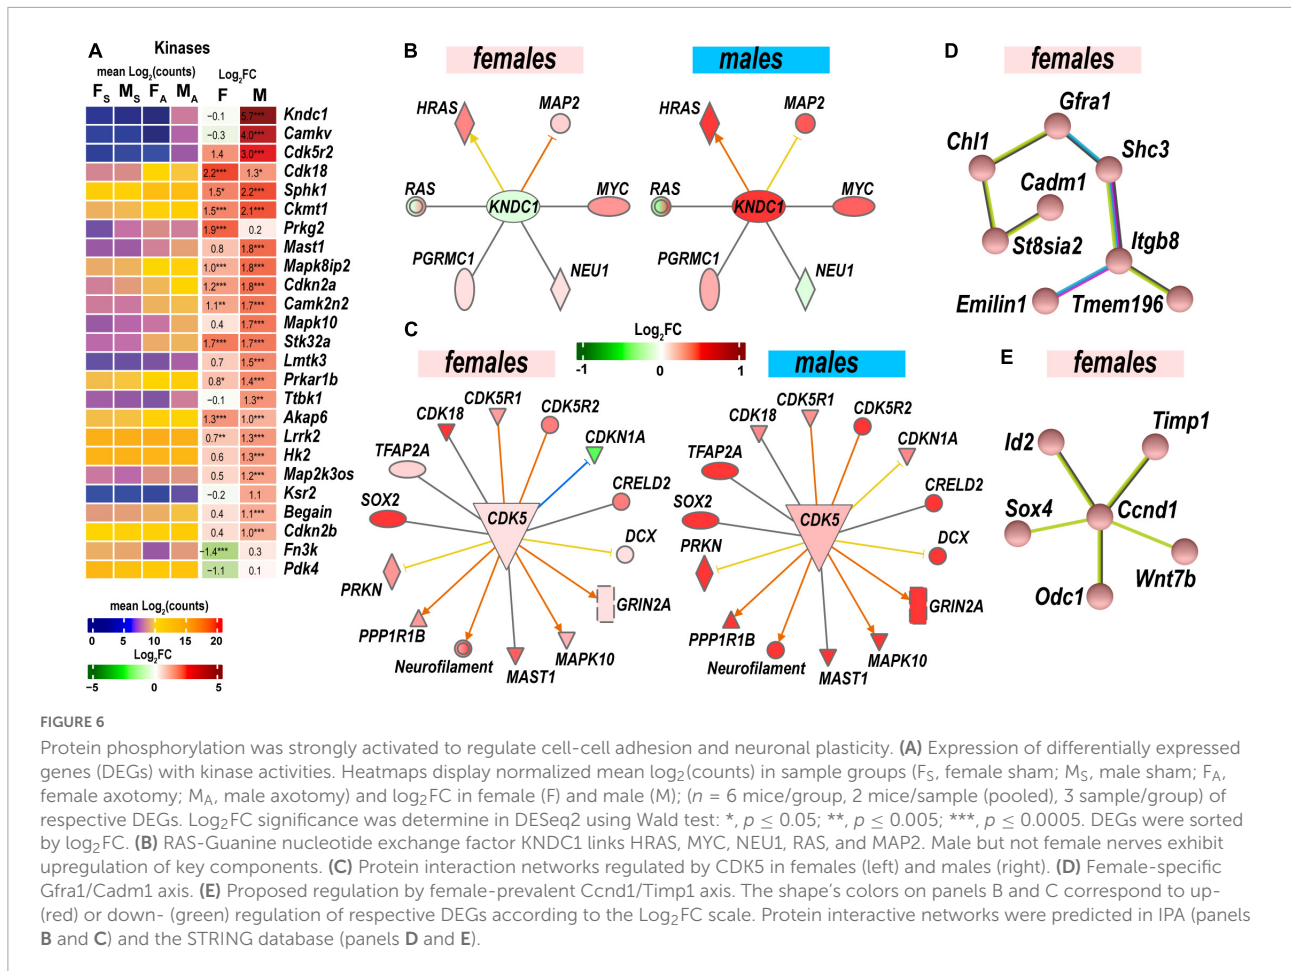 A
Kinases
mean Log2(counts) Log2FC
FS MS FA MA F M
−0.1 5.7*** Kndc1
−0.3 4.0*** Camkv
1.4 3.0*** Cdk5r2
2.2*** 1.3* Cdk18
1.5* 2.2*** Sphk1
1.5*** 2.1*** Ckmt1
1.9*** 0.2 Prkg2
0.8 1.8*** Mast1
1.0*** 1.8*** Mapk8ip2
1.2*** 1.8*** Cdkn2a
1.1** 1.7*** Camk2n2
0.4 1.7*** Mapk10
1.7*** 1.7*** Stk32a
0.7 1.5*** Lmtk3
0.8* 1.4*** Prkar1b
−0.1 1.3** Ttbk1
1.3*** 1.0*** Akap6
0.7** 1.3*** Lrrk2
0.6 1.3*** Hk2
0.5 1.2*** Map2k3os
−0.2 1.1 Ksr2
0.4 1.1*** Begain
0.4 1.0*** Cdkn2b
−1.4*** 0.3 Fn3k
−1.1 0.1 Pdk4
mean Log2(counts)
0 5 10 15 20
Log2FC
−5 0 5
B
females
HRAS
MAP2
RAS
KNDC1
MYC
PGRMC1
NEU1
males
HRAS
MAP2
RAS
KNDC1
MYC
PGRMC1
NEU1
C
Log2FC
-1 0 1
females
CDK18
CDK5R1
CDK5R2
CDKN1A
TFAP2A
CRELD2
SOX2
CDK5
DCX
PRKN
GRIN2A
PPP1R1B
Neurofilament
MAST1
MAPK10
males
CDK18
CDK5R1
CDK5R2
CDKN1A
TFAP2A
CRELD2
SOX2
CDK5
DCX
PRKN
GRIN2A
PPP1R1B
Neurofilament
MAST1
MAPK10
D
females
Gfra1
Chl1
Shc3
Cadm1
St8sia2
Itgb8
Emilin1
Tmem196
E
females
Timp1
Id2
Sox4
Ccnd1
Wnt7b
Odc1
FIGURE 6
Protein phosphorylation was strongly activated to regulate cell-cell adhesion and neuronal plasticity. (A) Expression of differentially expressed
genes (DEGs) with kinase activities. Heatmaps display normalized mean log2(counts) in sample groups (FS, female sham; MS, male sham; FA,
female axotomy; MA, male axotomy) and log2FC in female (F) and male (M); (n = 6 mice/group, 2 mice/sample (pooled), 3 sample/group) of
respective DEGs. Log2FC significance was determine in DESeq2 using Wald test: *, p ≤ 0.05; **, p ≤ 0.005; ***, p ≤ 0.0005. DEGs were sorted
by log2FC. (B) RAS-Guanine nucleotide exchange factor KNDC1 links HRAS, MYC, NEU1, RAS, and MAP2. Male but not female nerves exhibit
upregulation of key components. (C) Protein interaction networks regulated by CDK5 in females (left) and males (right). (D) Female-specific
Gfra1/Cadm1 axis. (E) Proposed regulation by female-prevalent Ccnd1/Timp1 axis. The shape's colors on panels B and C correspond to up-
(red) or down- (green) regulation of respective DEGs according to the Log2FC scale. Protein interactive networks were predicted in IPA (panels
B and C) and the STRING database (panels D and E).